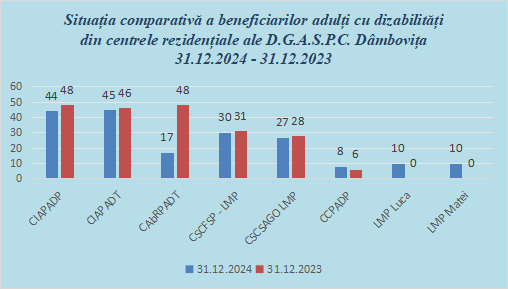 Situația comparativă a beneficiarilor adulți cu dizabilități
din centrele rezidențiale ale D.G.A.S.P.C. Dâmbovița
31.12.2024 - 31.12.2023
60
50
40
30
20
10
0
44 48
45 46
17 48
30 31
27 28
8 6
10 0
10 0
CIAPADP
CIAP ADT
CAbRPADT
CSCFSP - LMP
CSCSAGO LMP
CCPADP
LMP Luca
LMP Matei
31.12.2024 31.12.2023